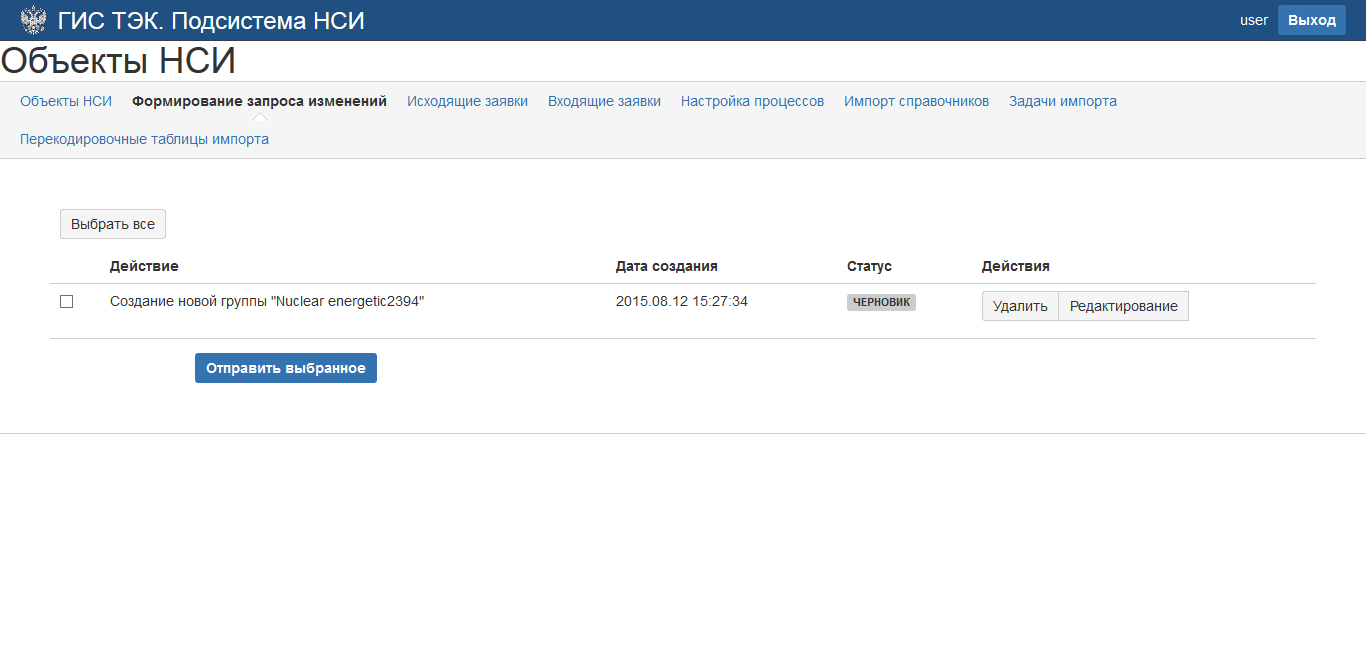 ГИС ТЭК. Подсистема НСИ user Выход
Объекты НСИ
Объекты НСИ Формирование запроса изменений Исходящие заявки Входящие заявки Настройка процессов Импорт справочников Задачи импорта
Перекодировочные таблицы импорта
Выбрать все
Действие Дата создания Статус Действия
Создание новой группы "Nuclear energetic2394" 2015.08.12 15:27:34 ЧЕРНОВИК Удалить Редактирование
Отправить выбранное